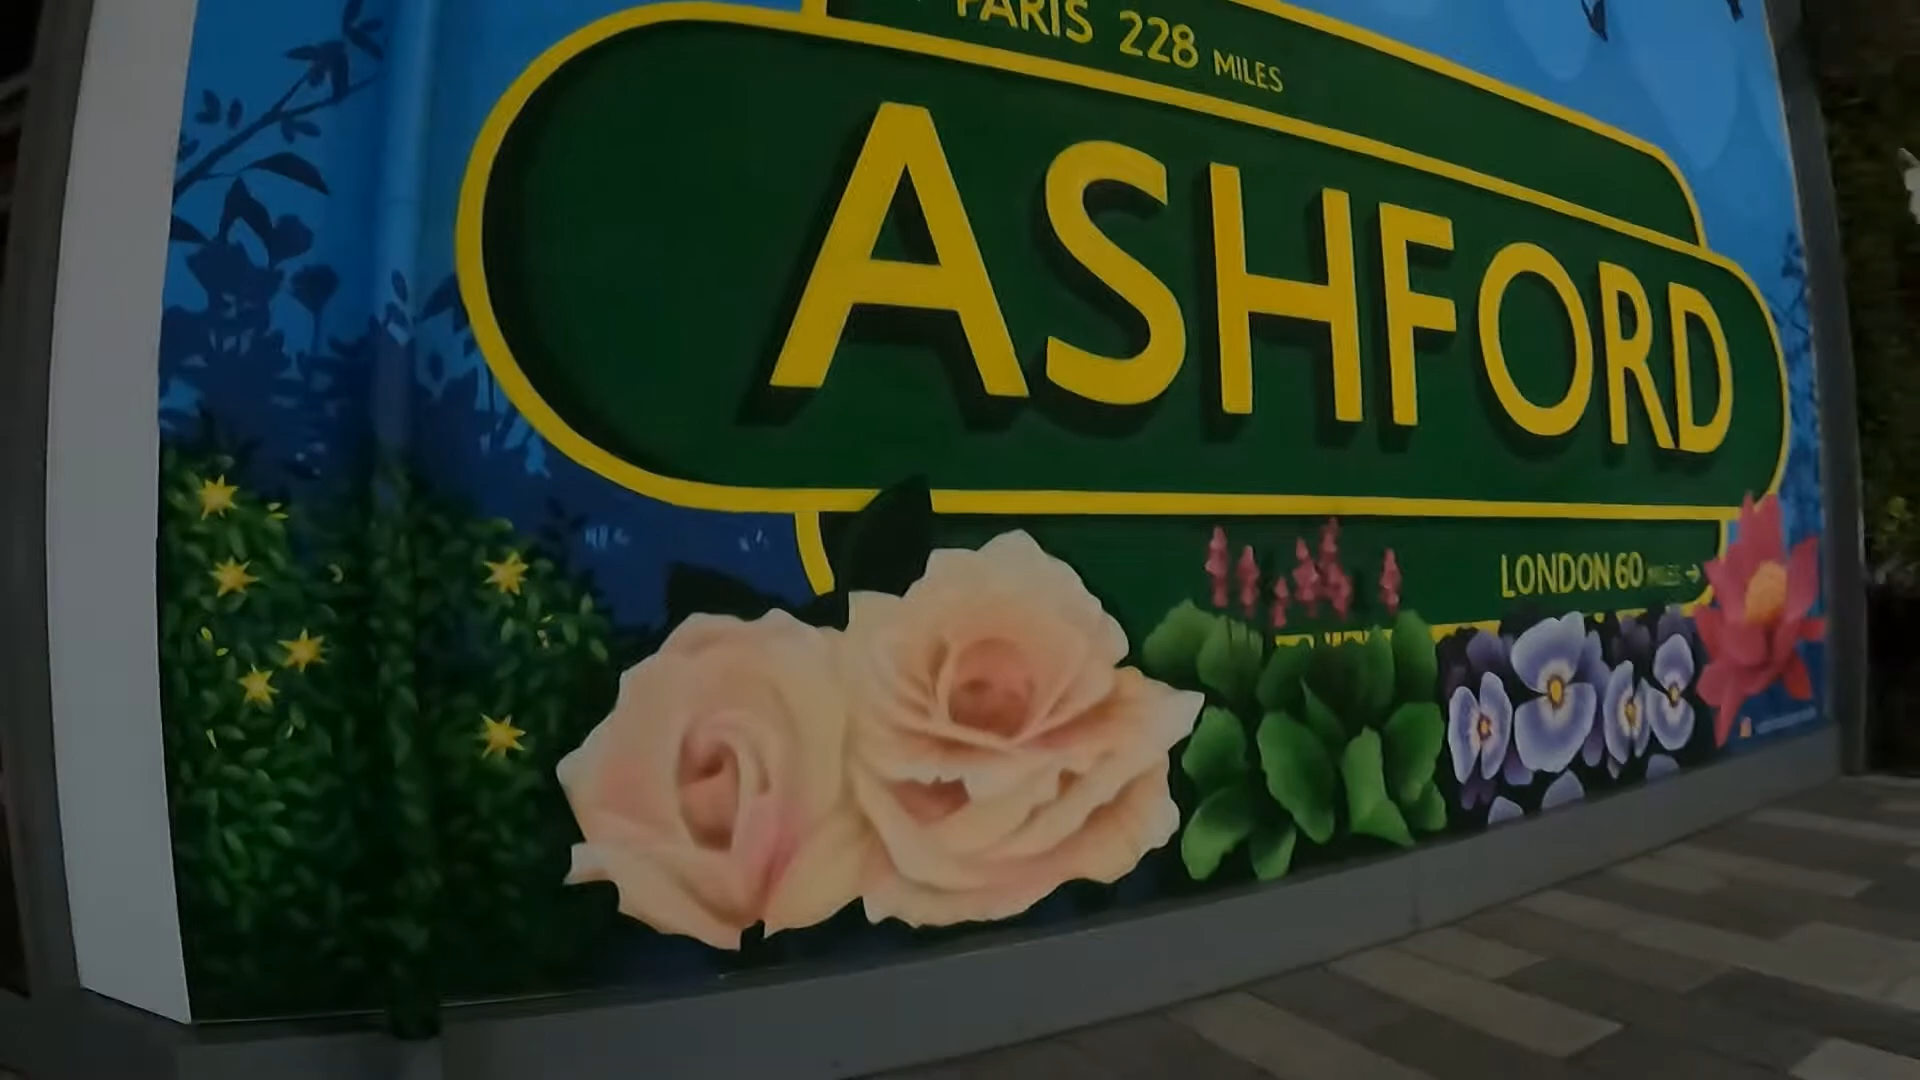 PARIS 228 MILES
ASHFORD
LONDON 60 MILES →